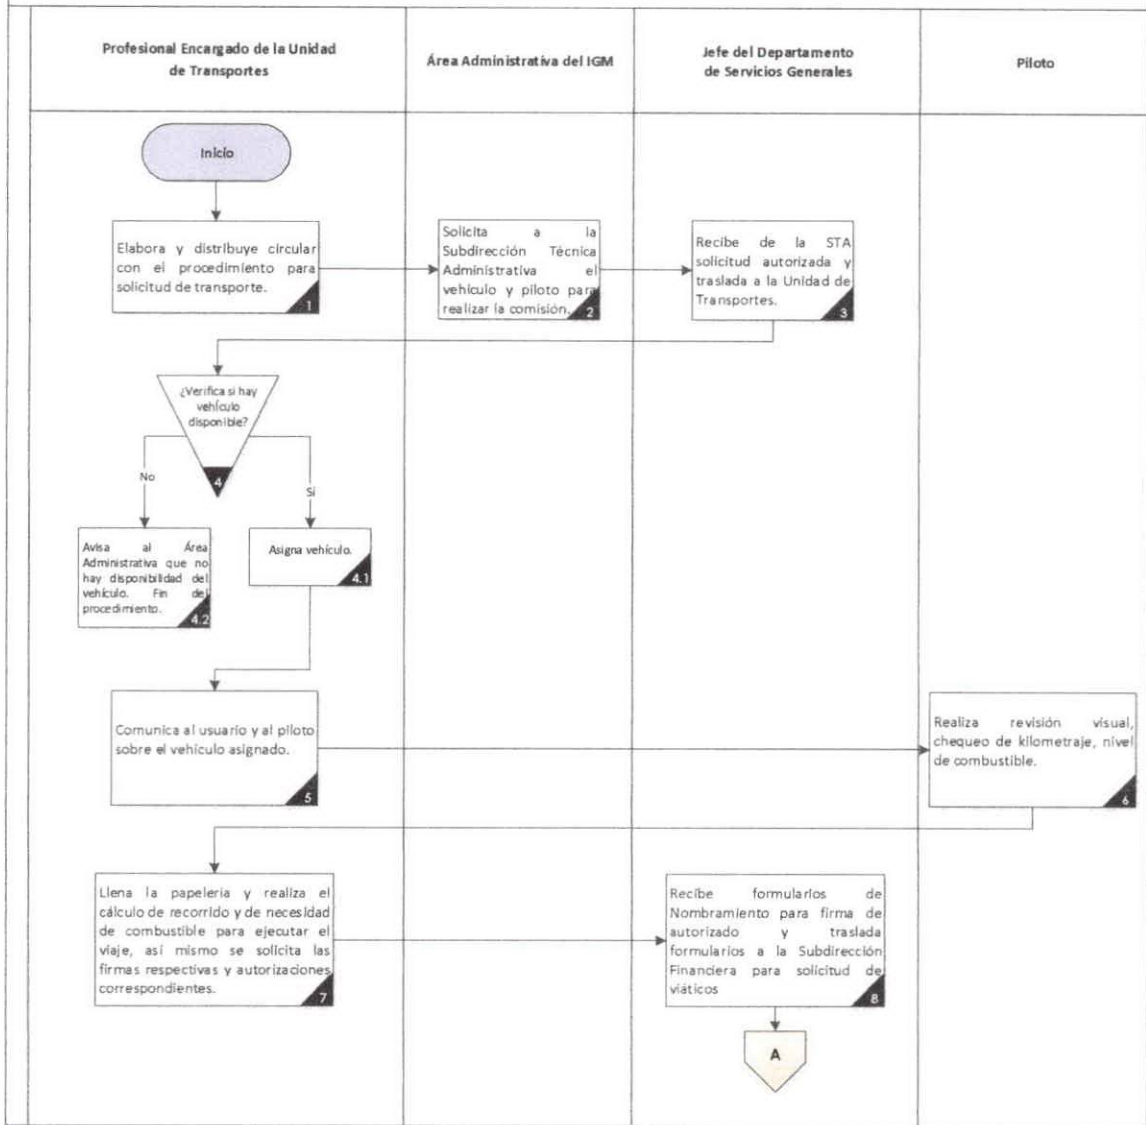 Profesional Encargado de la Unidad
de Transportes
Área Administrativa del IGM
Jefe del Departamento
de Servicios Generales
Piloto
Inicio
Elabora y distribuye circular
con el procedimiento para
solicitud de transporte.
1
Solicita a la
Subdirección Técnica
Administrativa el
vehículo y piloto para
realizar la comisión.
2
Recibe de la STA
solicitud autorizada y
traslada a la Unidad de
Transportes.
3
¿Verifica si hay
vehículo
disponible?
4
No
Sí
Avisa al Área
Administrativa que no
hay disponibilidad del
vehículo. Fin del
procedimiento.
4.2
Asigna vehículo.
4.1
Comunica al usuario y al piloto
sobre el vehículo asignado.
5
Realiza revisión visual,
chequeo de kilometraje, nivel
de combustible.
6
Llena la papelería y realiza el
cálculo de recorrido y de necesidad
de combustible para ejecutar el
viaje, así mismo se solicita las
firmas respectivas y autorizaciones
correspondientes.
7
Recibe formularios de
Nombramiento para firma de
autorizado y traslada
formularios a la Subdirección
Financiera para solicitud de
viáticos
8
A